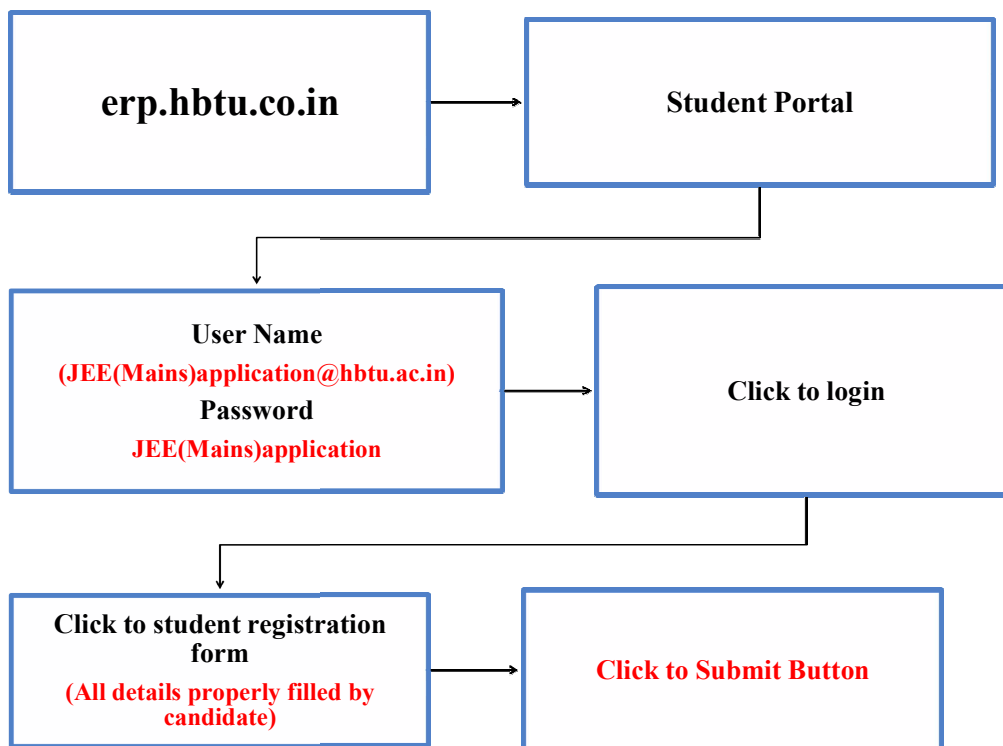 erp.hbtu.co.in
Student Portal
User Name
(JEE(Mains)application@hbtu.ac.in)
Password
JEE(Mains)application
Click to login
Click to student registration
form
(All details properly filled by
candidate)
Click to Submit Button